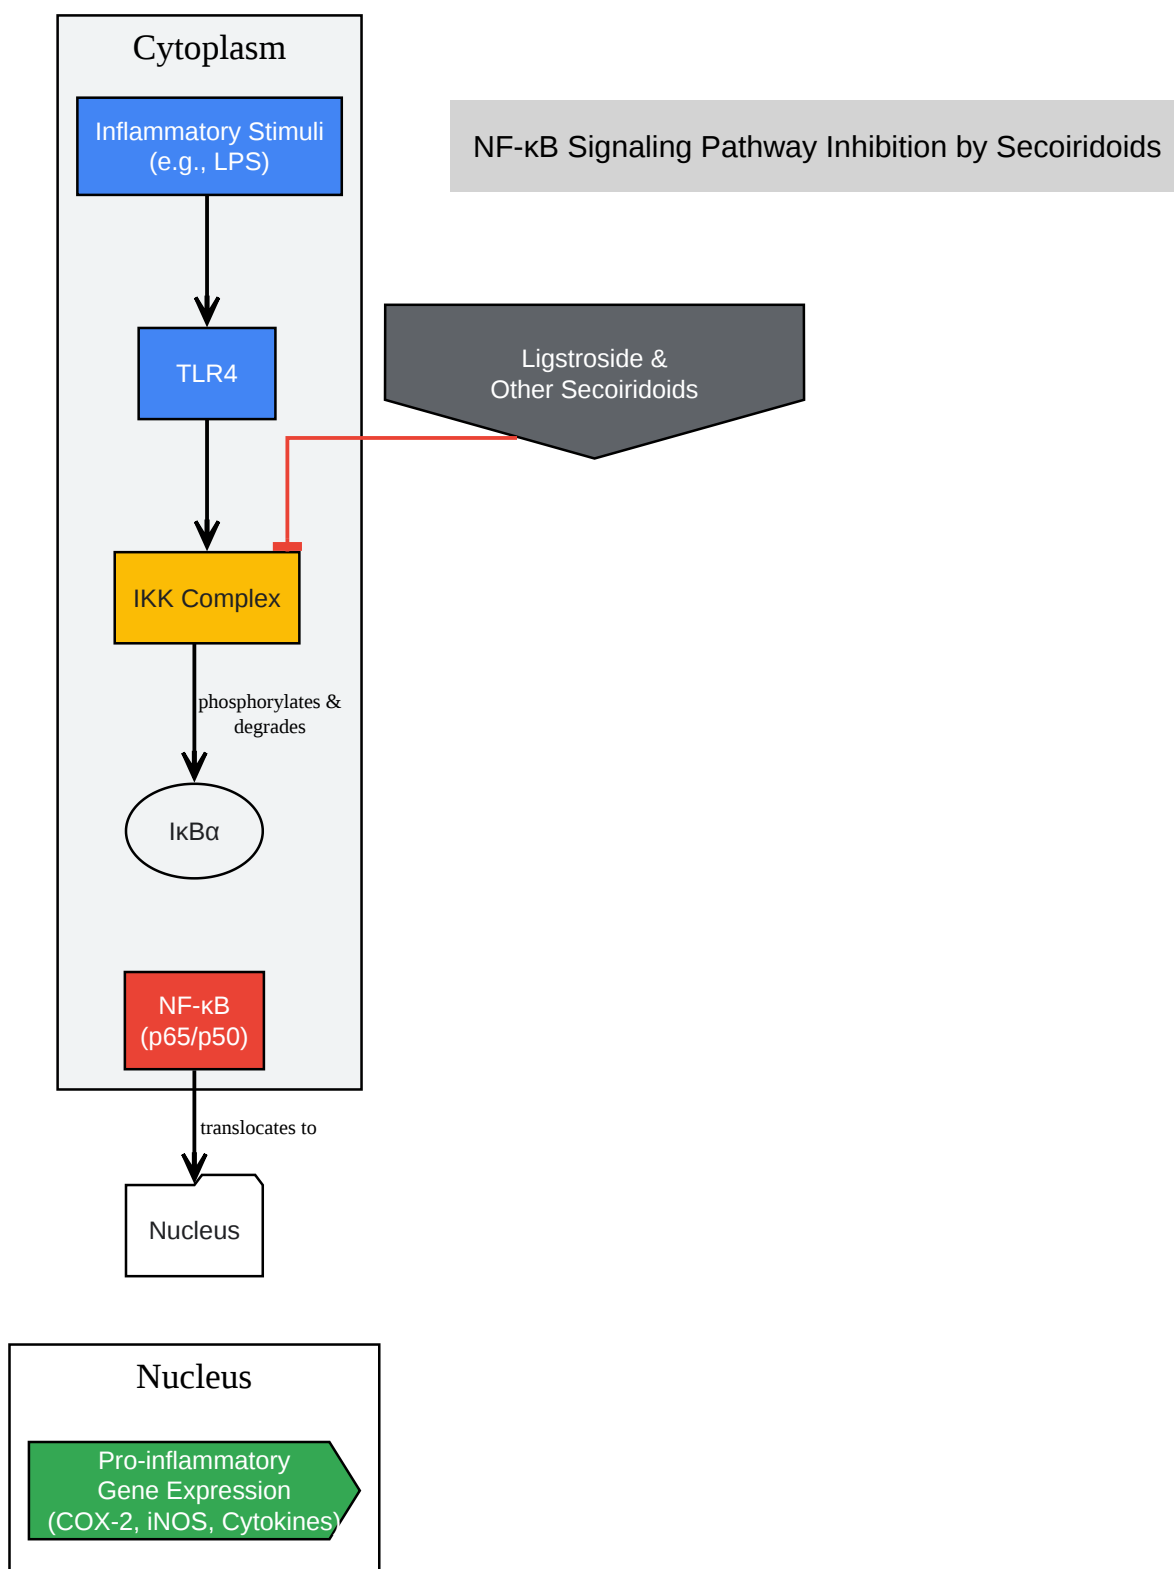 Cytoplasm
Inflammatory Stimuli
(e.g., LPS)
NF-κB Signaling Pathway Inhibition by Secoiridoids
TLR4
Ligstroside &
Other Secoiridoids
IKK Complex
phosphorylates &
degrades
IκBα
NF-κB
(p65/p50)
translocates to
Nucleus
Nucleus
Pro-inflammatory
Gene Expression
(COX-2, iNOS, Cytokines)